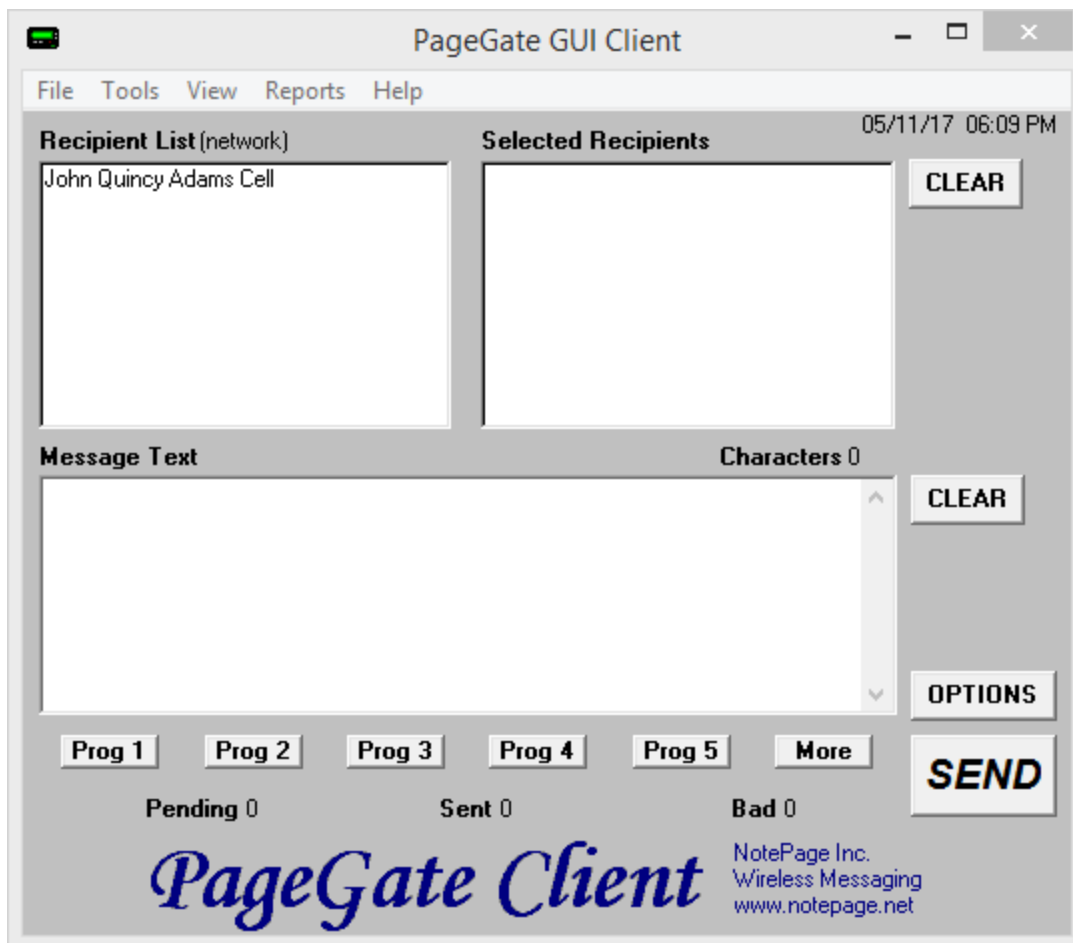 PageGate GUI Client
File Tools View Reports Help
05/11/17 06:09 PM
Recipient List (network) Selected Recipients
John Quincy Adams Cell
CLEAR
Message Text Characters 0
CLEAR
OPTIONS
Prog 1 Prog 2 Prog 3 Prog 4 Prog 5 More
SEND
Pending 0 Sent 0 Bad 0
PageGate Client
NotePage Inc.
Wireless Messaging
www.notepage.net